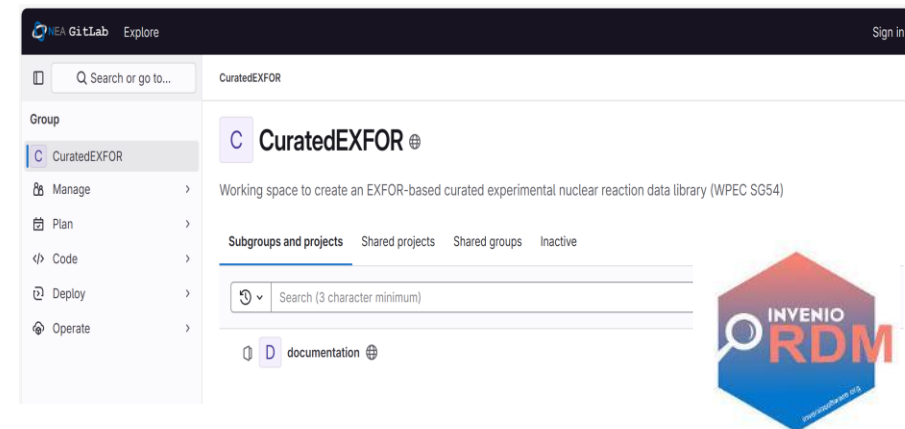 NEA GitLab Explore Sign in
Search or go to... CuratedEXFOR
Group
C CuratedEXFOR
C CuratedEXFOR
Manage
Working space to create an EXFOR-based curated experimental nuclear reaction data library (WPEC SG54)
Plan
Subgroups and projects Shared projects Shared groups Inactive
Code
Deploy
Search (3 character minimum)
Operate
D documentation
INVENIO
RDM
inveniosoftware.org